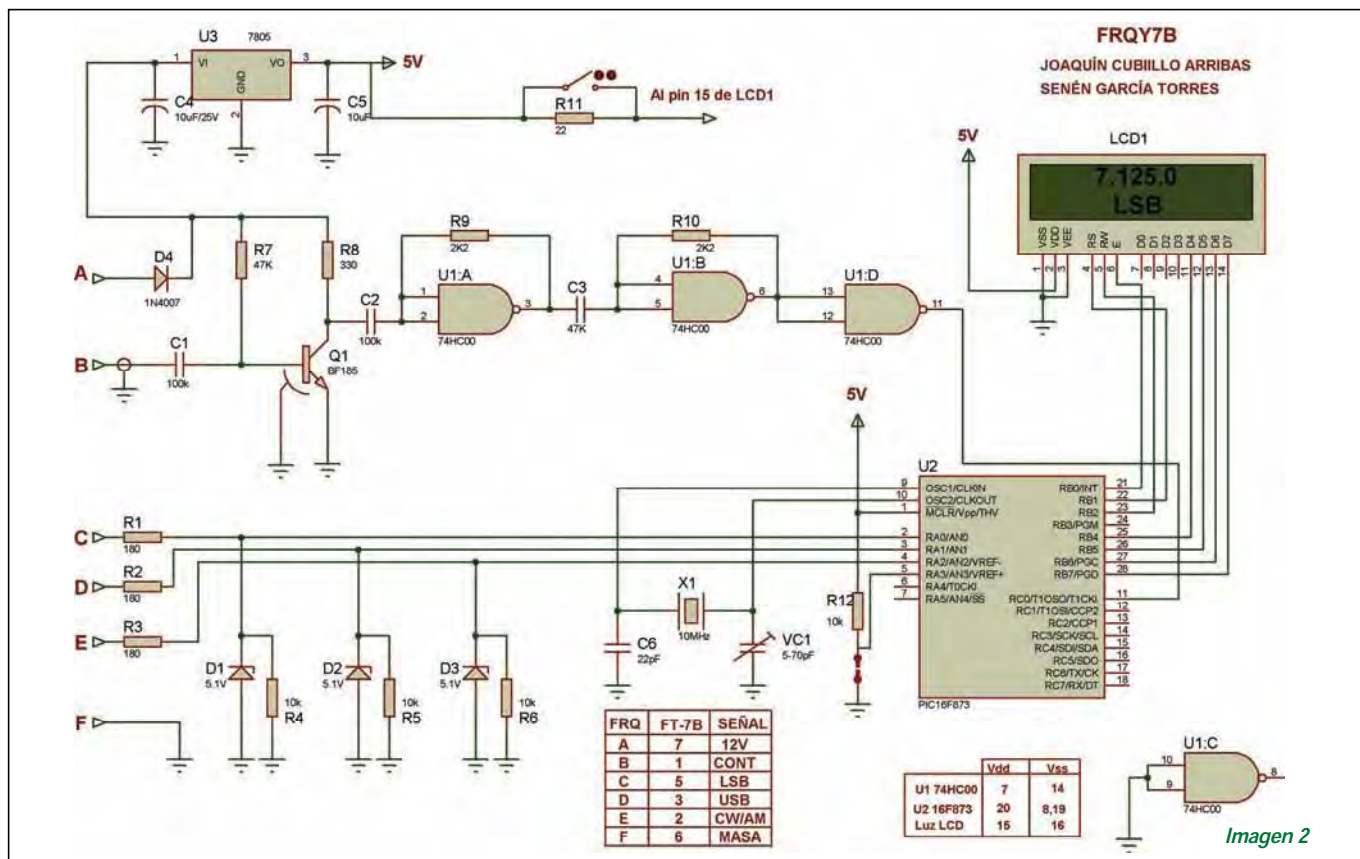 FRQY7B
JOAQUÍN CUBIILLO ARRIBAS
SENÉN GARCÍA TORRES
U3
7805
1
VI
VO
3
GND
2
5V
C4
10uF/25V
C5
10uF
R11
22
Al pin 15 de LCD1
5V
LCD1
7.125.0
LSB
VSS
VDD
VEE
RS
RW
E
D0
D1
D2
D3
D4
D5
D6
D7
1
2
3
4
5
6
7
8
9
10
11
12
13
14
A
D4
1N4007
R7
47K
R8
330
B
C1
100k
Q1
BF185
C2
100k
R9
2K2
U1:A
1
2
3
74HC00
C3
47K
R10
2K2
U1:B
4
5
6
74HC00
U1:D
13
12
11
74HC00
5V
U2
9
OSC1/CLKIN
10
OSC2/CLKOUT
1
MCLR/Vpp/THV
2
RA0/AN0
3
RA1/AN1
4
RA2/AN2/VREF-
5
RA3/AN3/VREF+
6
RA4/T0CKI
7
RA5/AN4/SS
RB0/INT
21
RB1
22
RB2
23
RB3/PGM
24
RB4
25
RB5
26
RB6/PGC
27
RB7/PGD
28
RC0/T1OSO/T1CKI
11
RC1/T1OSI/CCP2
12
RC2/CCP1
13
RC3/SCK/SCL
14
RC4/SDI/SDA
15
RC5/SDO
16
RC6/TX/CK
17
RC7/RX/DT
18
PIC16F873
C
R1
180
D
R2
180
E
R3
180
F
D1
5.1V
10k
R4
D2
5.1V
10k
R5
D3
5.1V
10k
R6
X1
10MHz
C6
22pF
VC1
5-70pF
R12
10k
FRQ FT-7B SEÑAL
A 7 12V
B 1 CONT
C 5 LSB
D 3 USB
E 2 CW/AM
F 6 MASA
Vdd Vss
U1 74HC00 7 14
U2 16F873 20 8,19
Luz LCD 15 16
U1:C
10
9
8
74HC00
Imagen 2